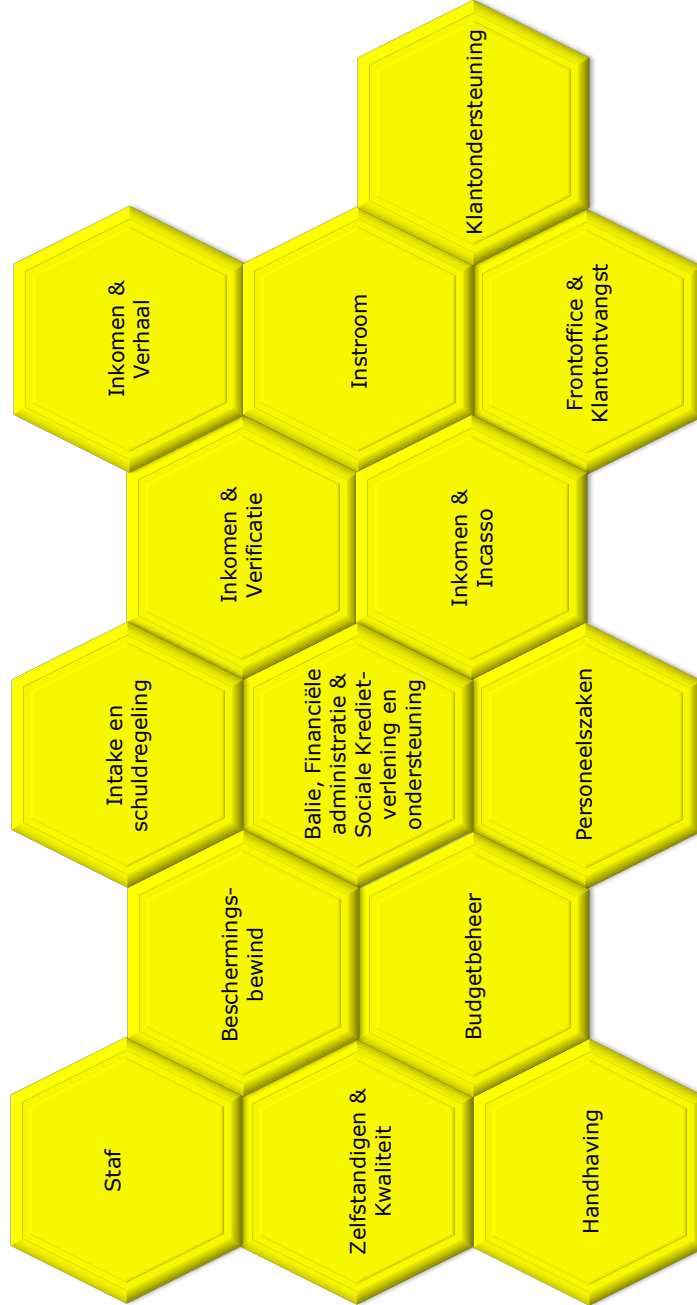 Staf
Intake en
schuldregeling
Inkomen &
Verhaal
Beschermings-
bewind
Inkomen &
Verificatie
Zelfstandigen &
Kwaliteit
Balie, Financiële
administratie &
Sociale Krediet-
verlening en
ondersteuning
Instroom
Budgetbeheer
Inkomen &
Incasso
Klantondersteuning
Handhaving
Personeelszaken
Frontoffice &
Klantontvangst